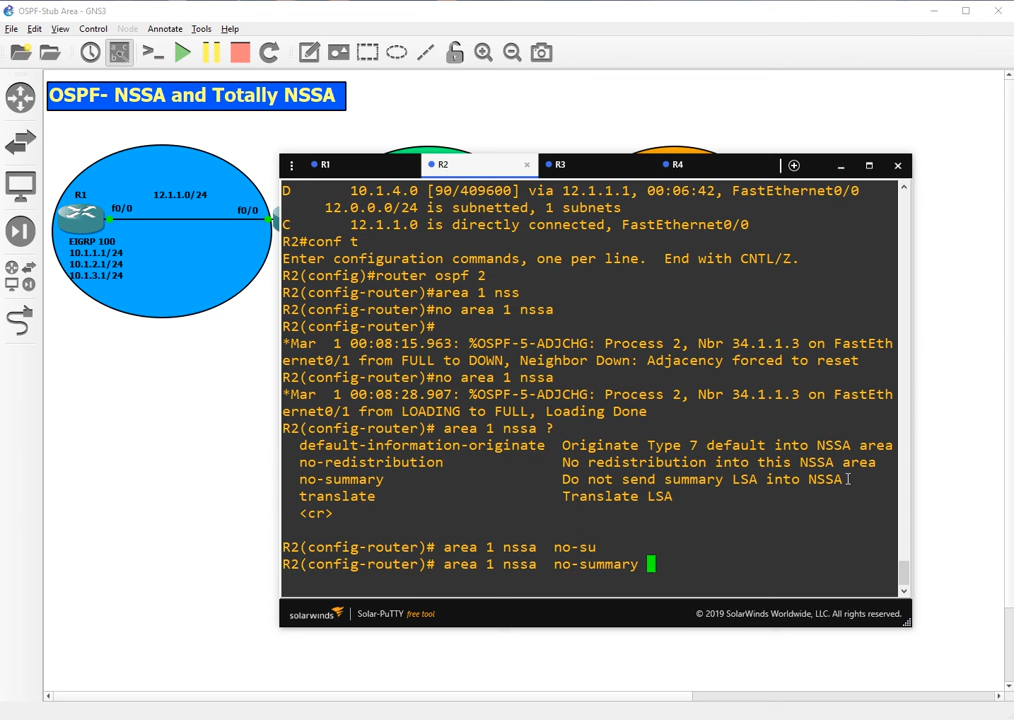 OSPF-Stub Area - GNS3
File Edit View Control Node Annotate Tools Help
OSPF- NSSA and Totally NSSA
R1
12.1.1.0/24
f0/0
f0/0
EIGRP 100
10.1.1.1/24
10.1.2.1/24
10.1.3.1/24
R1 R2 R3 R4
D 10.1.4.0 [90/409600] via 12.1.1.1, 00:06:42, FastEthernet0/0
12.0.0.0/24 is subnetted, 1 subnets
C 12.1.1.0 is directly connected, FastEthernet0/0
R2#conf t
Enter configuration commands, one per line. End with CNTL/Z.
R2(config)#router ospf 2
R2(config-router)#area 1 nss
R2(config-router)#no area 1 nssa
R2(config-router)#
*Mar 1 00:08:15.963: %OSPF-5-ADJCHG: Process 2, Nbr 34.1.1.3 on FastEth
ernet0/1 from FULL to DOWN, Neighbor Down: Adjacency forced to reset
R2(config-router)#no area 1 nssa
*Mar 1 00:08:28.907: %OSPF-5-ADJCHG: Process 2, Nbr 34.1.1.3 on FastEth
ernet0/1 from LOADING to FULL, Loading Done
R2(config-router)# area 1 nssa ?
default-information-originate Originate Type 7 default into NSSA area
no-redistribution No redistribution into this NSSA area
no-summary Do not send summary LSA into NSSA
translate Translate LSA
<cr>
R2(config-router)# area 1 nssa no-su
R2(config-router)# area 1 nssa no-summary
solarwinds Solar-PuTTY free tool © 2019 SolarWinds Worldwide, LLC. All rights reserved.